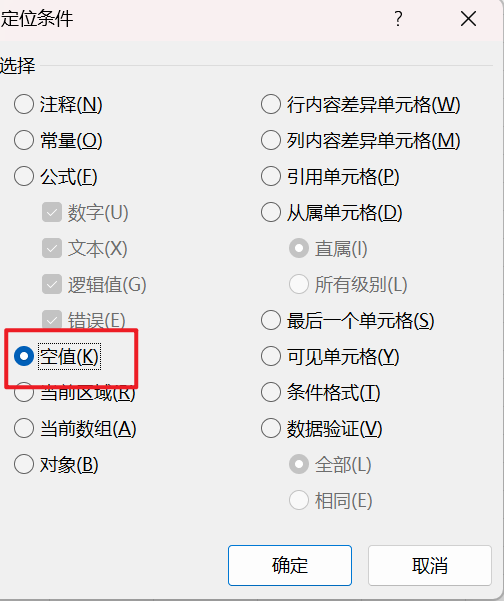 定位条件
?
选择
注释(N)
常量(O)
公式(F)
数字(U)
文本(X)
逻辑值(G)
错误(E)
空值(K)
当前区域(R)
当前数组(A)
对象(B)
行内容差异单元格(W)
列内容差异单元格(M)
引用单元格(P)
从属单元格(D)
直属(I)
所有级别(L)
最后一个单元格(S)
可见单元格(Y)
条件格式(T)
数据验证(V)
全部(L)
相同(E)
确定
取消